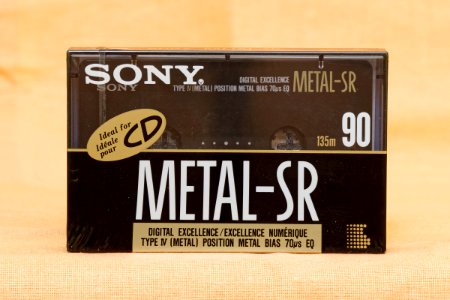 SONY.
SONY
DIGITAL EXCELLENCE
TYPE IV (METAL) POSITION METAL BIAS 70µs EQ
METAL-SR
Ideal for
Idéale
pour
CD
135m 90
METAL-SR
DIGITAL EXCELLENCE/EXCELLENCE NUMÉRIQUE
TYPE IV (METAL) POSITION METAL BIAS 70µs EQ
L